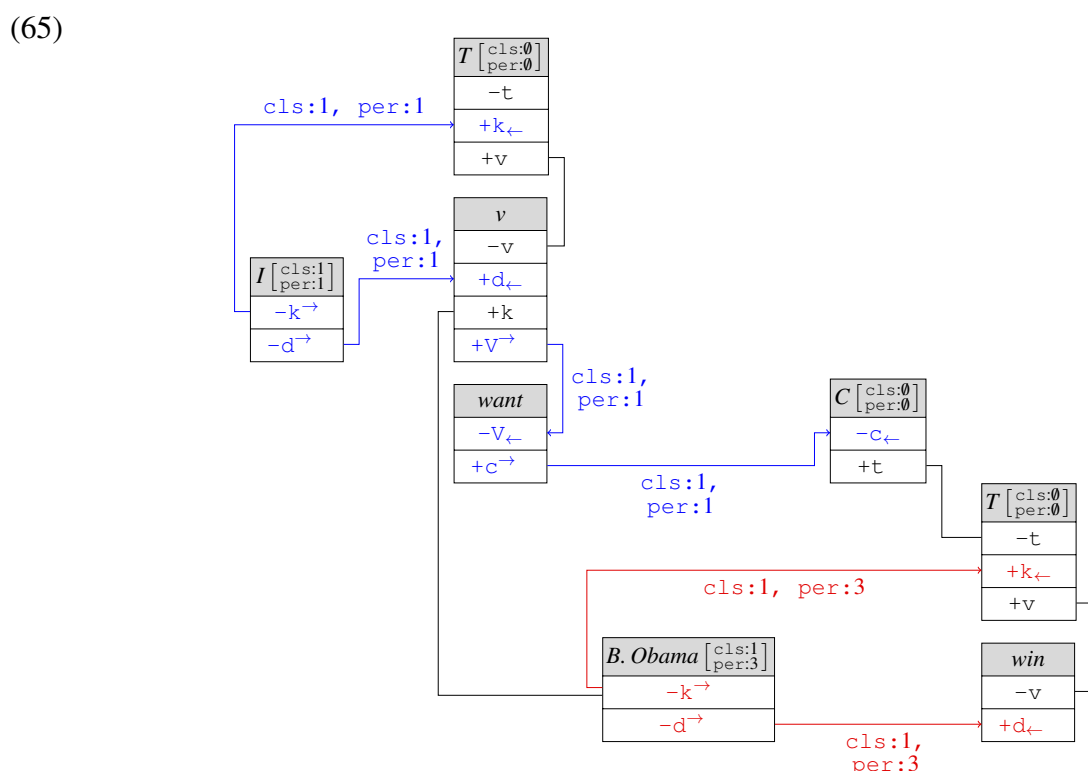 (65)
T [cls:∅ per:∅]
−t
+k←
+v
cls:1, per:1
v
−v
+d←
+k
+V→
cls:1,
per:1
I [cls:1 per:1]
−k→
−d→
cls:1,
per:1
want
−V←
+c→
C [cls:∅ per:∅]
−c←
+t
cls:1,
per:1
T [cls:∅ per:∅]
−t
+k←
+v
cls:1, per:3
B. Obama [cls:1 per:3]
−k→
−d→
win
−v
+d←
cls:1,
per:3